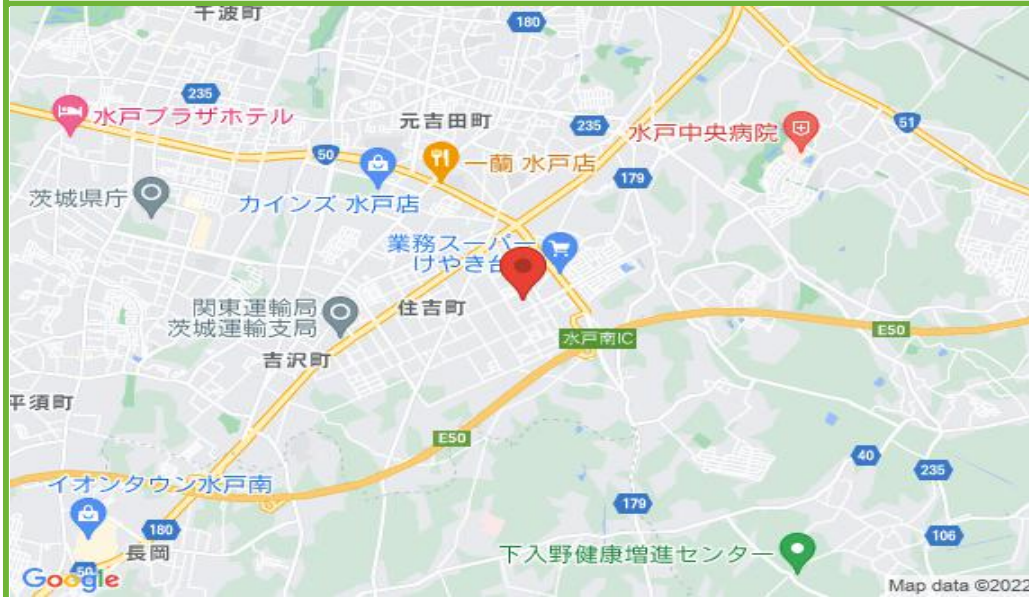 千波町
180
235
水戸プラザホテル
元吉田町
235
水戸中央病院
51
50
一蘭 水戸店
179
茨城県庁
カインズ 水戸店
業務スーパー
けやき台
関東運輸局
茨城運輸支局
住吉町
水戸南IC
E50
吉沢町
平須町
E50
40
235
イオンタウン水戸南
179
180
長岡
106
下入野健康増進センター
50
Google
Map data ©2022